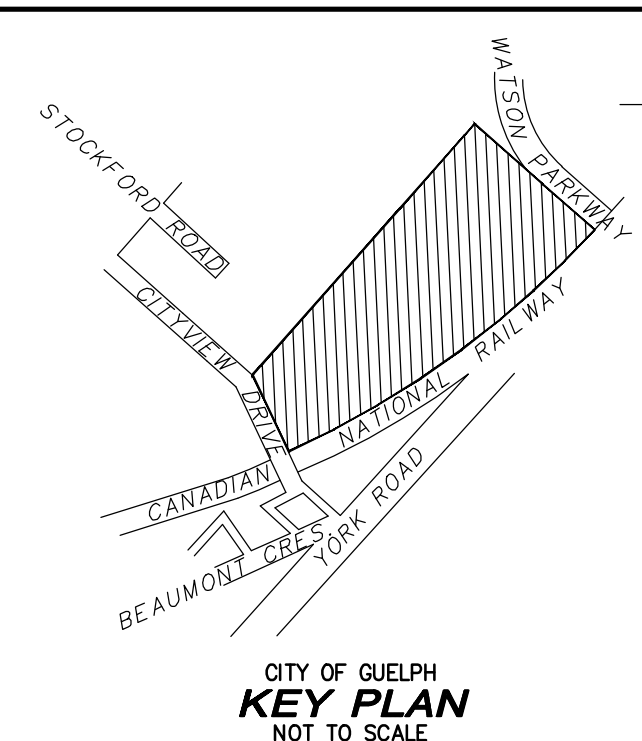 WATSON PARKWAY
STOCKFORD ROAD
CITYVIEW DRIVE
CANADIAN NATIONAL RAILWAY
YORK ROAD
BEAUMONT CRES.
CITY OF GUELPH
KEY PLAN
NOT TO SCALE